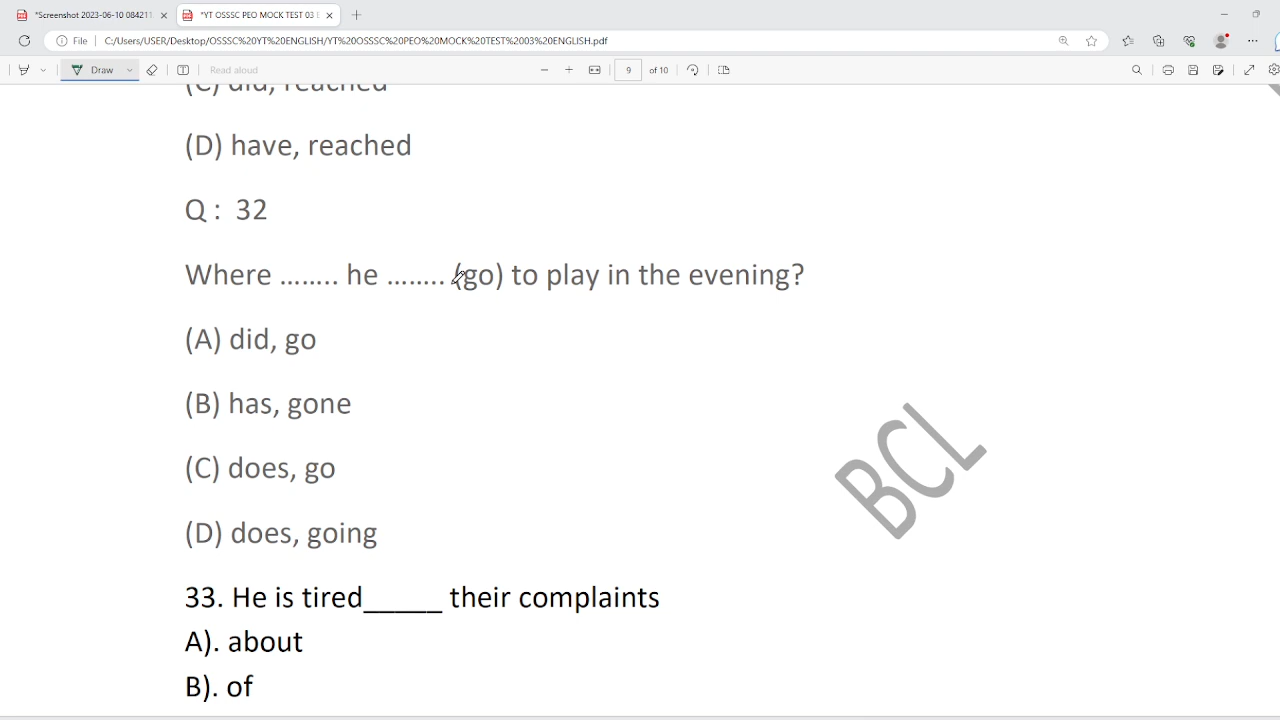 *Screenshot 2023-06-10 084211
*YT OSSSC PEO MOCK TEST 03 E
File
C:/Users/USER/Desktop/OSSSC%20YT%20ENGLISH/YT%20OSSSC%20PEO%20MOCK%20TEST%2003%20ENGLISH.pdf
Draw
Read aloud
9 of 10
(C) did, reached
(D) have, reached
Q : 32
Where ........ he ........ (go) to play in the evening?
(A) did, go
(B) has, gone
(C) does, go
(D) does, going
BCL
33. He is tired_____ their complaints
A). about
B). of